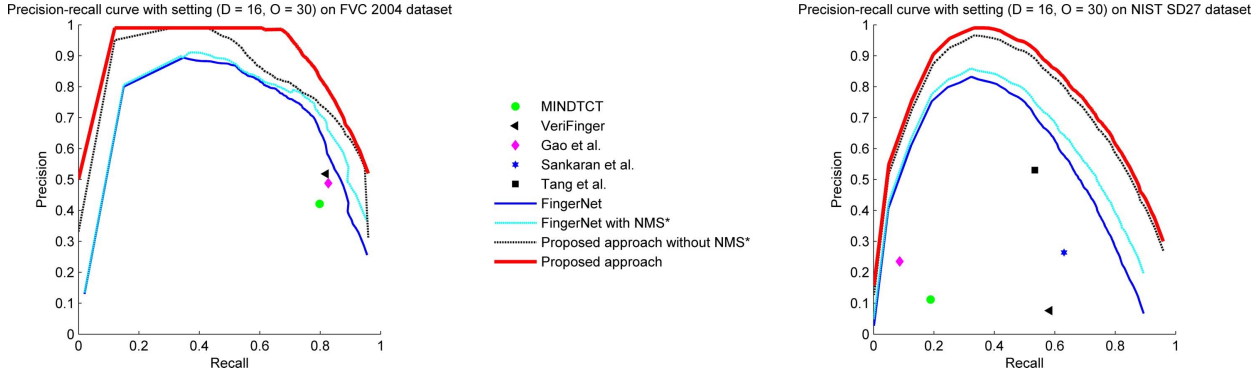 Precision-recall curve with setting (D = 16, O = 30) on FVC 2004 dataset
1
0.9
0.8
0.7
0.6
0.5
0.4
0.3
0.2
0.1
0
Precision
0 0.2 0.4 0.6 0.8 1
Recall
MINDTCT
VeriFinger
Gao et al.
Sankaran et al.
Tang et al.
FingerNet
FingerNet with NMS*
Proposed approach without NMS*
Proposed approach
Precision-recall curve with setting (D = 16, O = 30) on NIST SD27 dataset
1
0.9
0.8
0.7
0.6
0.5
0.4
0.3
0.2
0.1
0
Precision
0 0.2 0.4 0.6 0.8 1
Recall